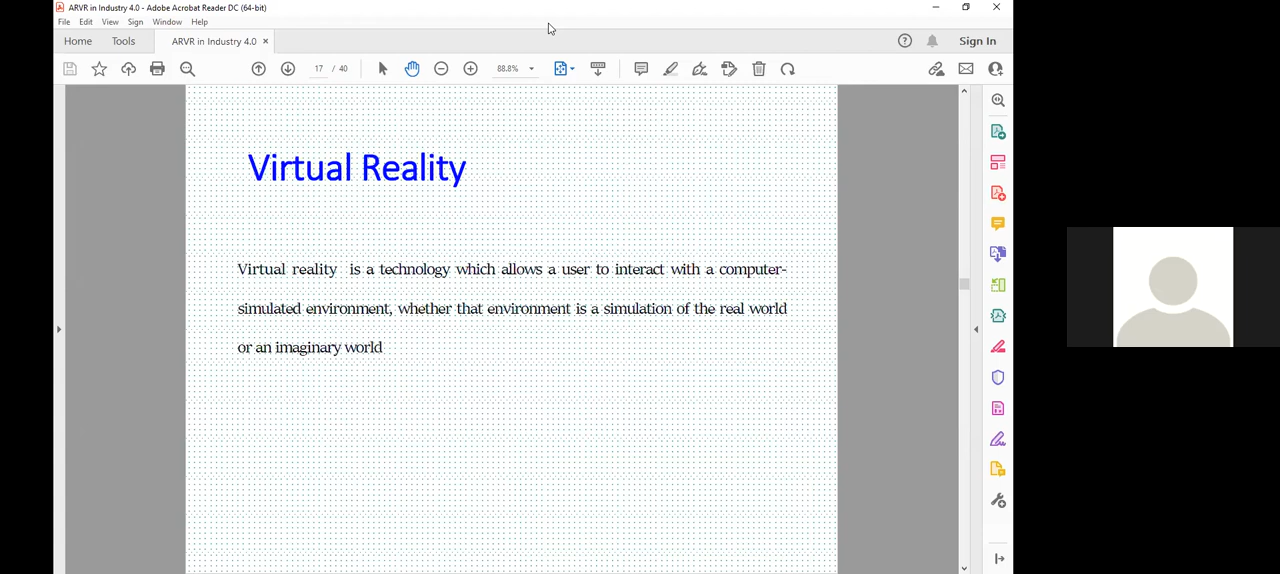 ARVR in Industry 4.0 - Adobe Acrobat Reader DC (64-bit)
File Edit View Sign Window Help
Home Tools ARVR in Industry 4.0 × Sign In
17 / 40 88.8%
Virtual Reality
Virtual reality is a technology which allows a user to interact with a computer-
simulated environment, whether that environment is a simulation of the real world
or an imaginary world